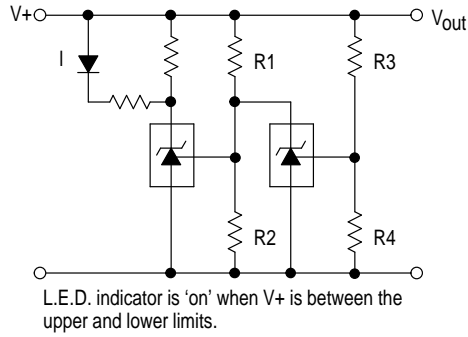 V+
Vout
I
R1
R3
R2
R4
L.E.D. indicator is 'on' when V+ is between the
upper and lower limits.